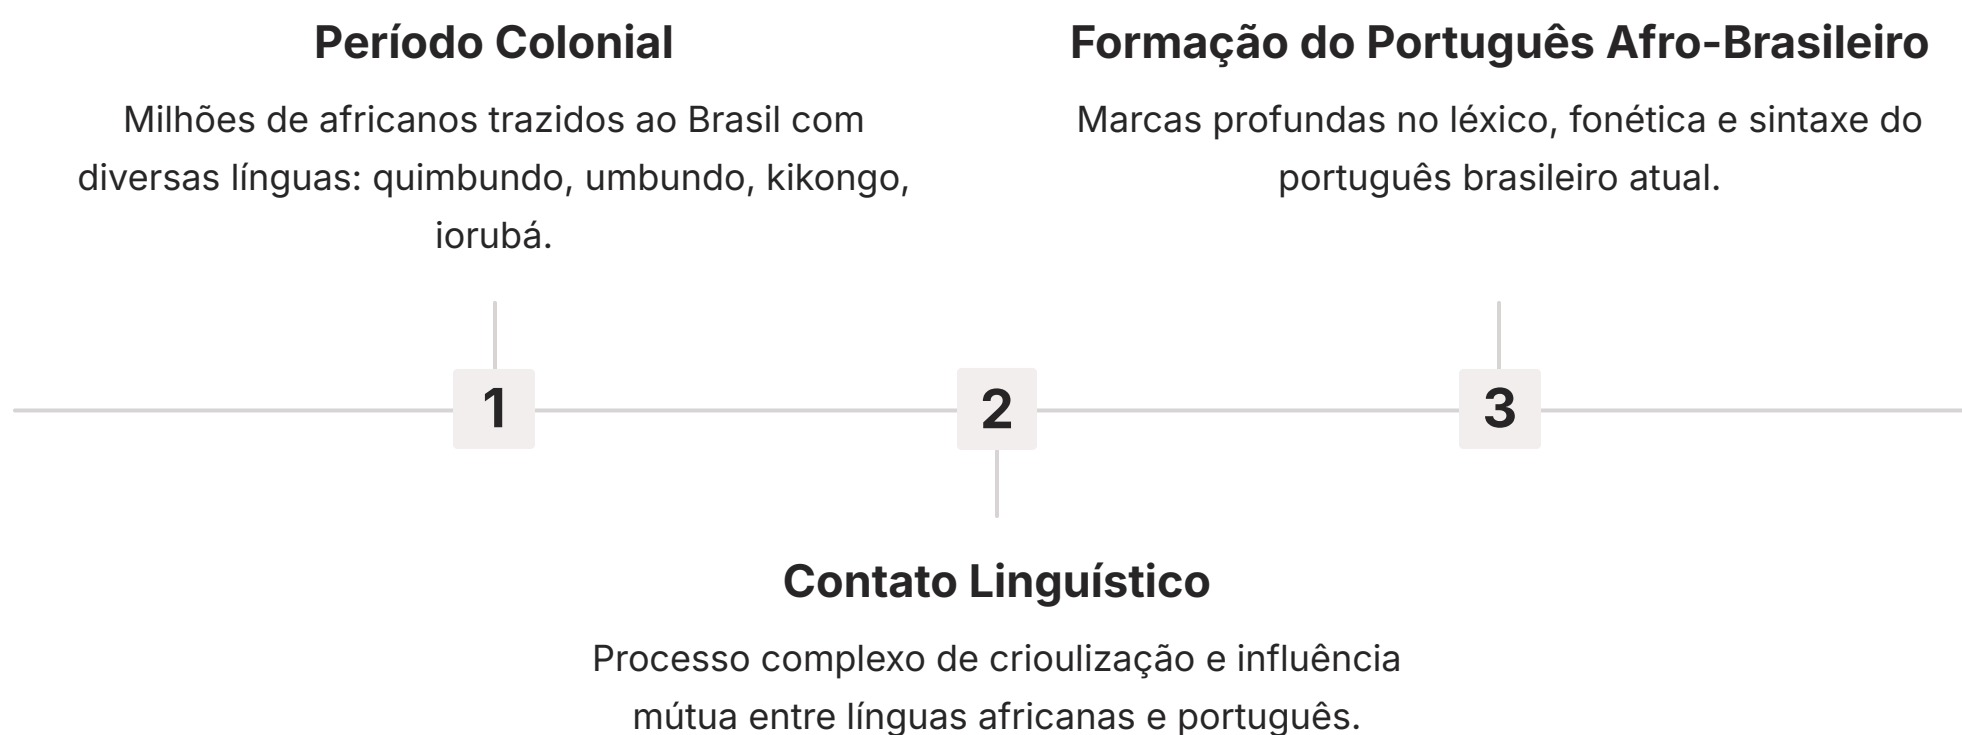 Período Colonial
Milhões de africanos trazidos ao Brasil com
diversas línguas: quimbundo, umbundo, kikongo,
iorubá.
Formação do Português Afro-Brasileiro
Marcas profundas no léxico, fonética e sintaxe do
português brasileiro atual.
1
2
3
Contato Linguístico
Processo complexo de crioulização e influência
mútua entre línguas africanas e português.